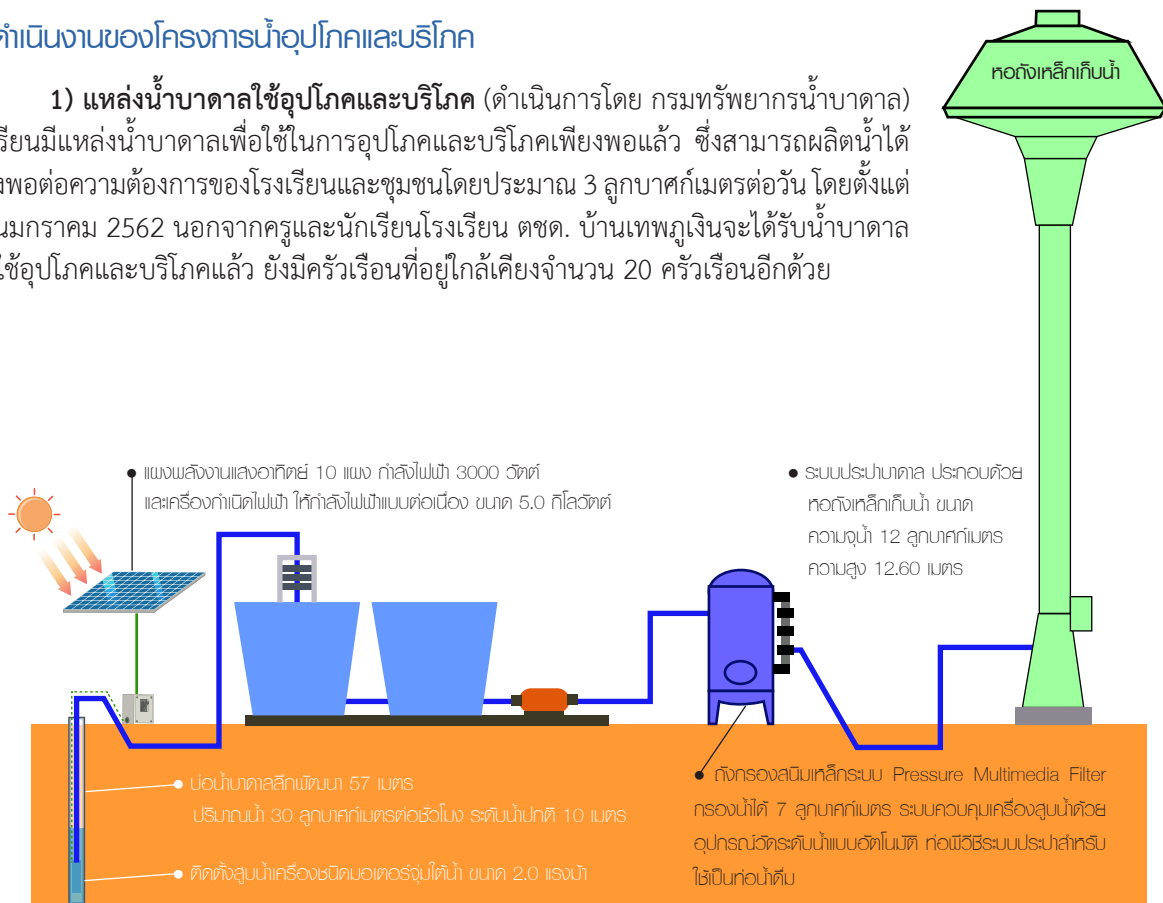 ดำเนินงานของโครงการน้ำอุปโภคและบริโภค
1) แหล่งน้ำบาดาลใช้อุปโภคและบริโภค (ดำเนินการโดย กรมทรัพยากรน้ำบาดาล)
เรียนมีแหล่งน้ำบาดาลเพื่อใช้ในการอุปโภคและบริโภคเพียงพอแล้ว ซึ่งสามารถผลิตน้ำได้
พอต่อความต้องการของโรงเรียนและชุมชนโดยประมาณ 3 ลูกบาศก์เมตรต่อวัน โดยตั้งแต่
มกราคม 2562 นอกจากครูและนักเรียนโรงเรียน ตชด. บ้านเทพภูเงินจะได้รับน้ำบาดาล
ใช้อุปโภคและบริโภคแล้ว ยังมีครัวเรือนที่อยู่ใกล้เคียงจำนวน 20 ครัวเรือนอีกด้วย
หอถังเหล็กเก็บน้ำ
● แผงพลังงานแสงอาทิตย์ 10 แผง กำลังไฟฟ้า 3000 วัตต์
และเครื่องกำเนิดไฟฟ้า ให้กำลังไฟฟ้าแบบต่อเนื่อง ขนาด 5.0 กิโลวัตต์
● ระบบประปาบาดาล ประกอบด้วย
หอถังเหล็กเก็บน้ำ ขนาด
ความจุน้ำ 12 ลูกบาศก์เมตร
ความสูง 12.60 เมตร
● บ่อน้ำบาดาลลึกพัฒนา 57 เมตร
ปริมาณน้ำ 30 ลูกบาศก์เมตรต่อชั่วโมง ระดับน้ำปกติ 10 เมตร
● ติดตั้งสูบน้ำเครื่องชนิดมอเตอร์จุ่มใต้น้ำ ขนาด 2.0 แรงม้า
● ถังกรองสนิมเหล็กระบบ Pressure Multimedia Filter
กรองน้ำได้ 7 ลูกบาศก์เมตร ระบบควบคุมเครื่องสูบน้ำด้วย
อุปกรณ์วัดระดับน้ำแบบอัตโนมัติ ท่อพีวีซีระบบประปาสำหรับ
ใช้เป็นท่อน้ำดื่ม